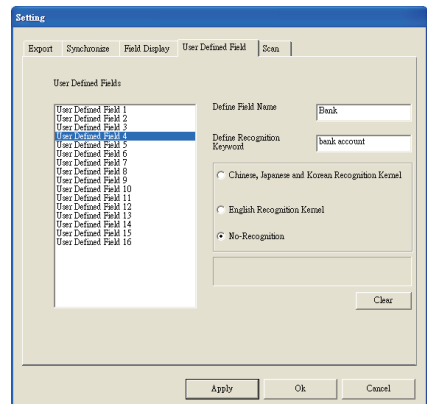 Setting
Export Synchronize Field Display User Defined Field Scan
User Defined Fields
User Defined Field 1
User Defined Field 2
User Defined Field 3
User Defined Field 4
User Defined Field 5
User Defined Field 6
User Defined Field 7
User Defined Field 8
User Defined Field 9
User Defined Field 10
User Defined Field 11
User Defined Field 12
User Defined Field 13
User Defined Field 14
User Defined Field 15
User Defined Field 16
Define Field Name
Bank
Define Recognition
Keyword
bank account
Chinese, Japanese and Korean Recognition Kernel
English Recognition Kernel
No-Recognition
Clear
Apply Ok Cancel